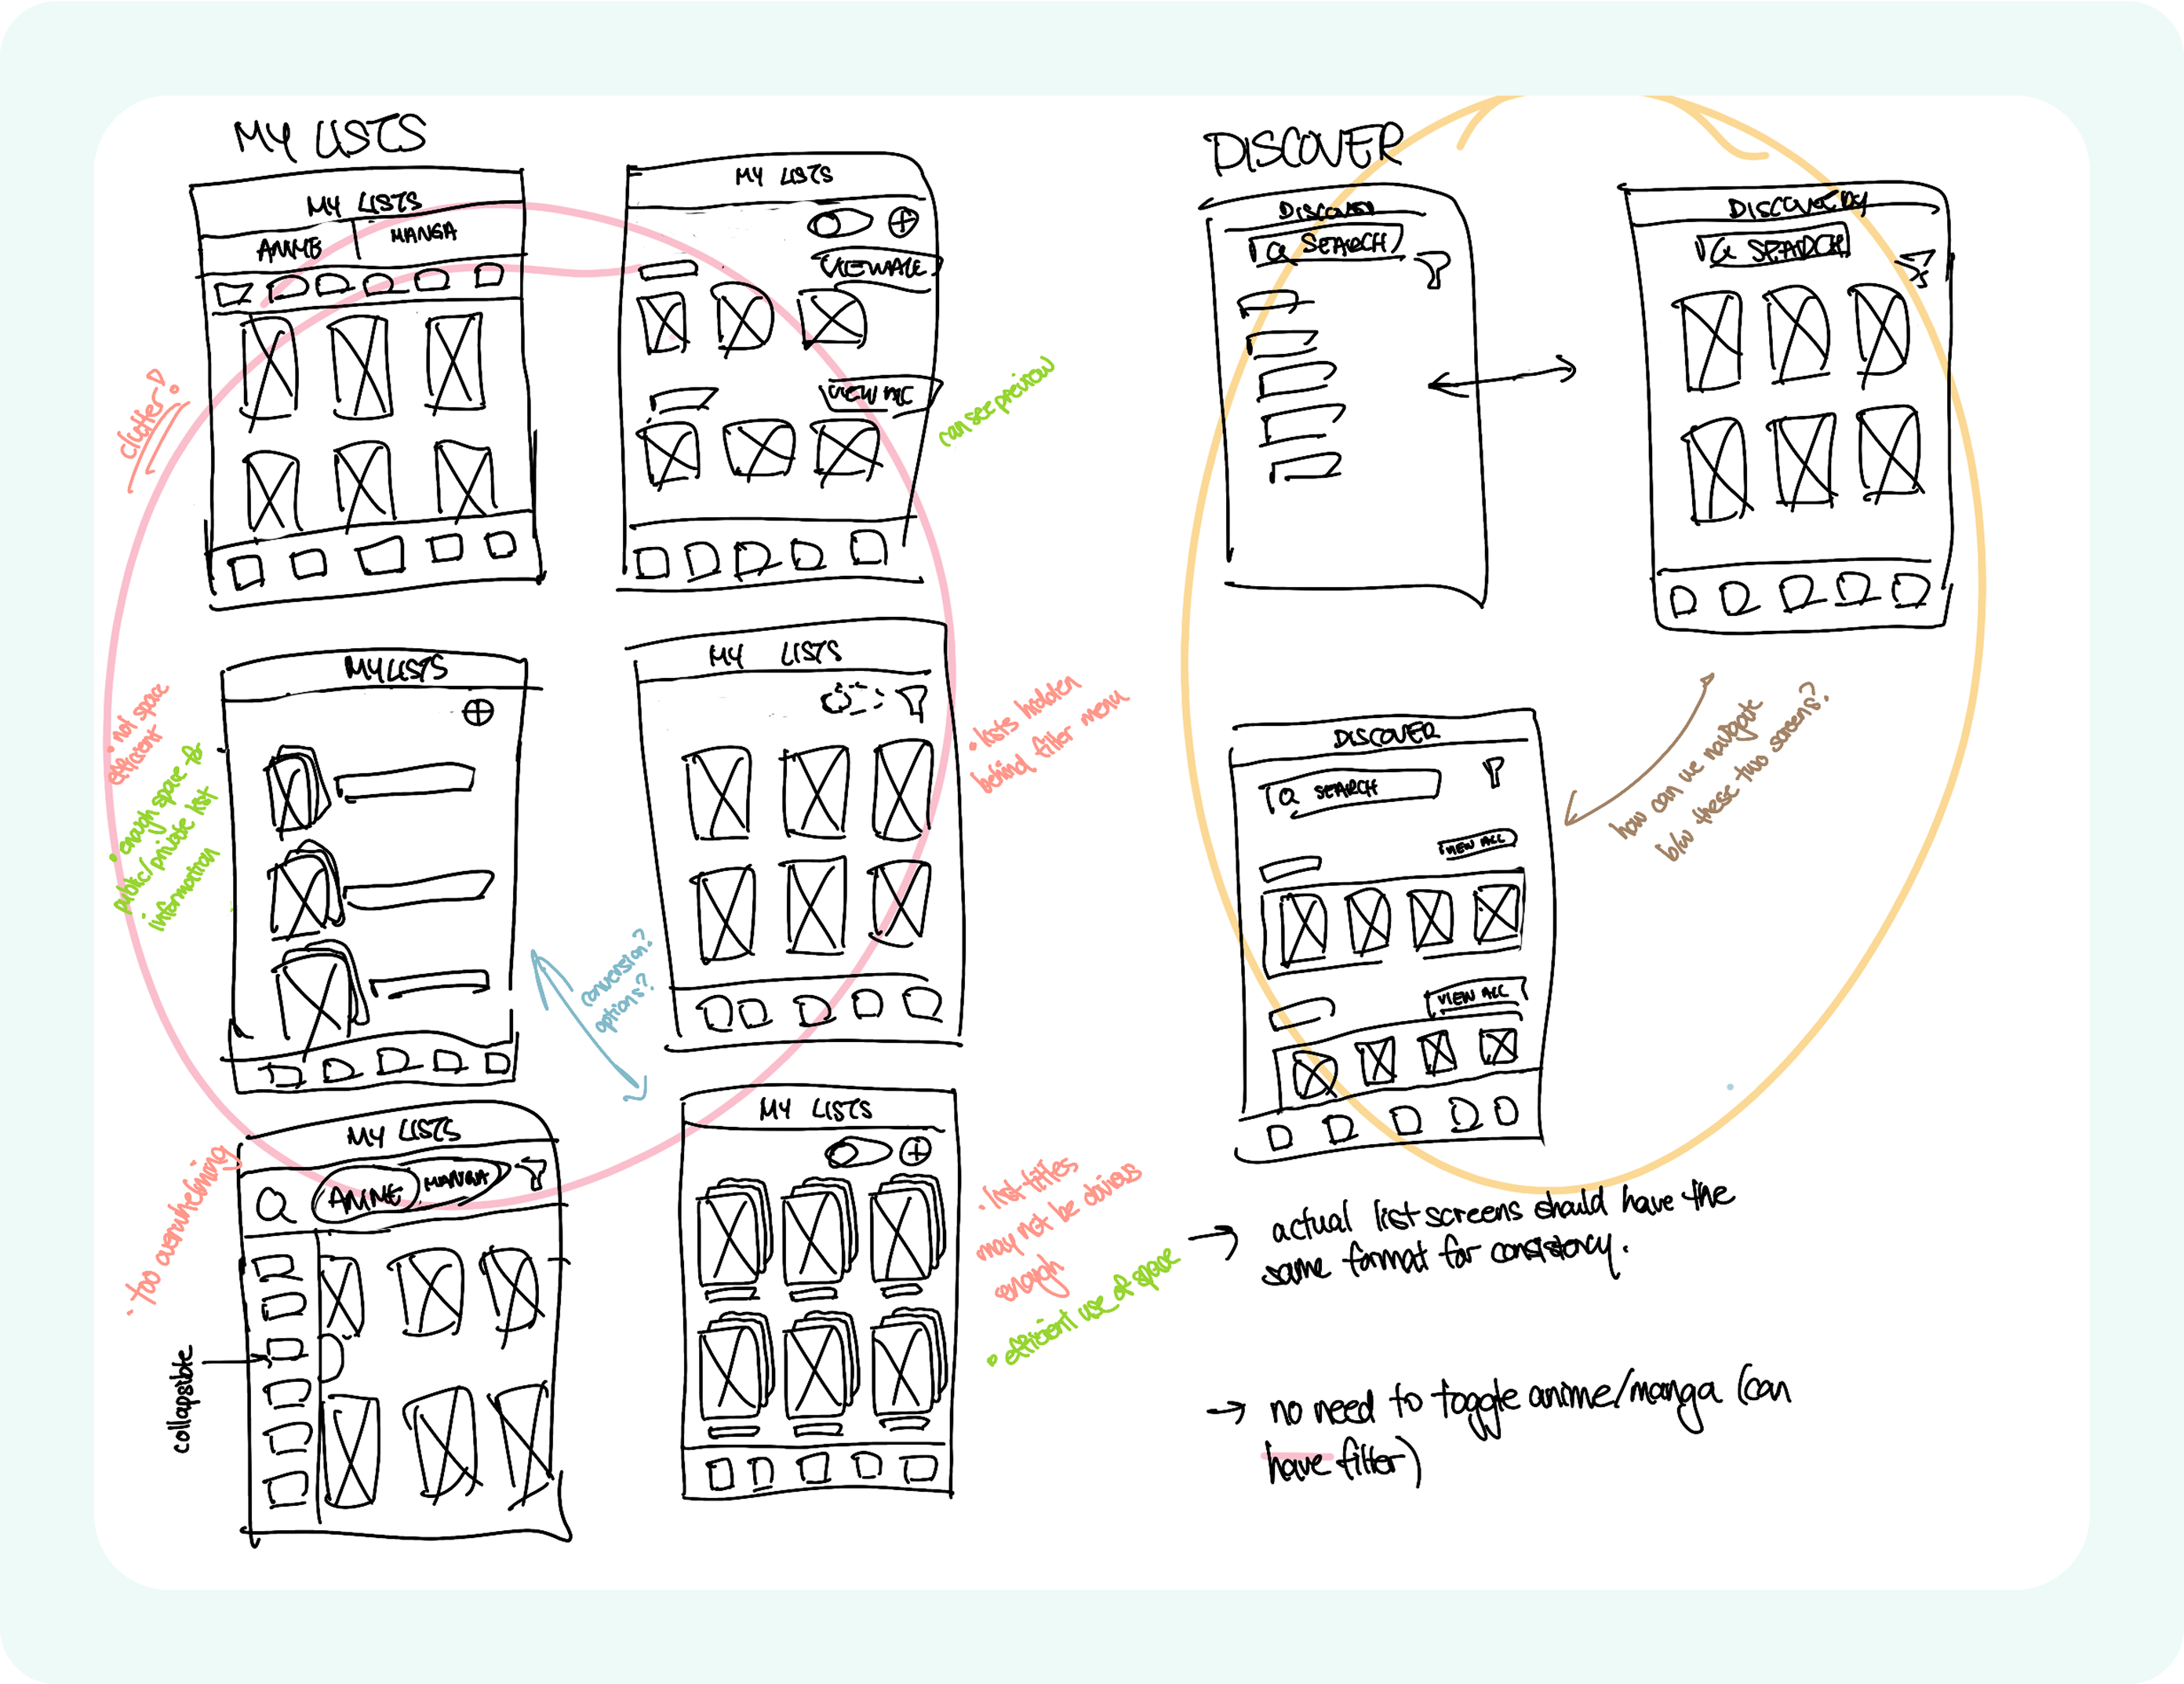 MY LISTS
MY LISTS
ANIME
MANGA
clutter?
MY LISTS
VIEW ALL
VIEW ALL
can see preview
MY LISTS
• not space
efficient
• enough space for
public/private list
information
MY LISTS
• lists hidden
behind filter menu
conversion?
options?
MY LISTS
ANIME
MANGA
• too overwhelming
collapsible
MY LISTS
• list titles
may not be obvious
enough
• efficient use of space
DISCOVER
DISCOVER
SEARCH
DISCOVERY
SEARCH
DISCOVER
SEARCH
VIEW ALL
VIEW ALL
how can we navigate
b/w these two screens?
→ actual list screens should have the
same format for consistency.
→ no need to toggle anime/manga (can
have filter)